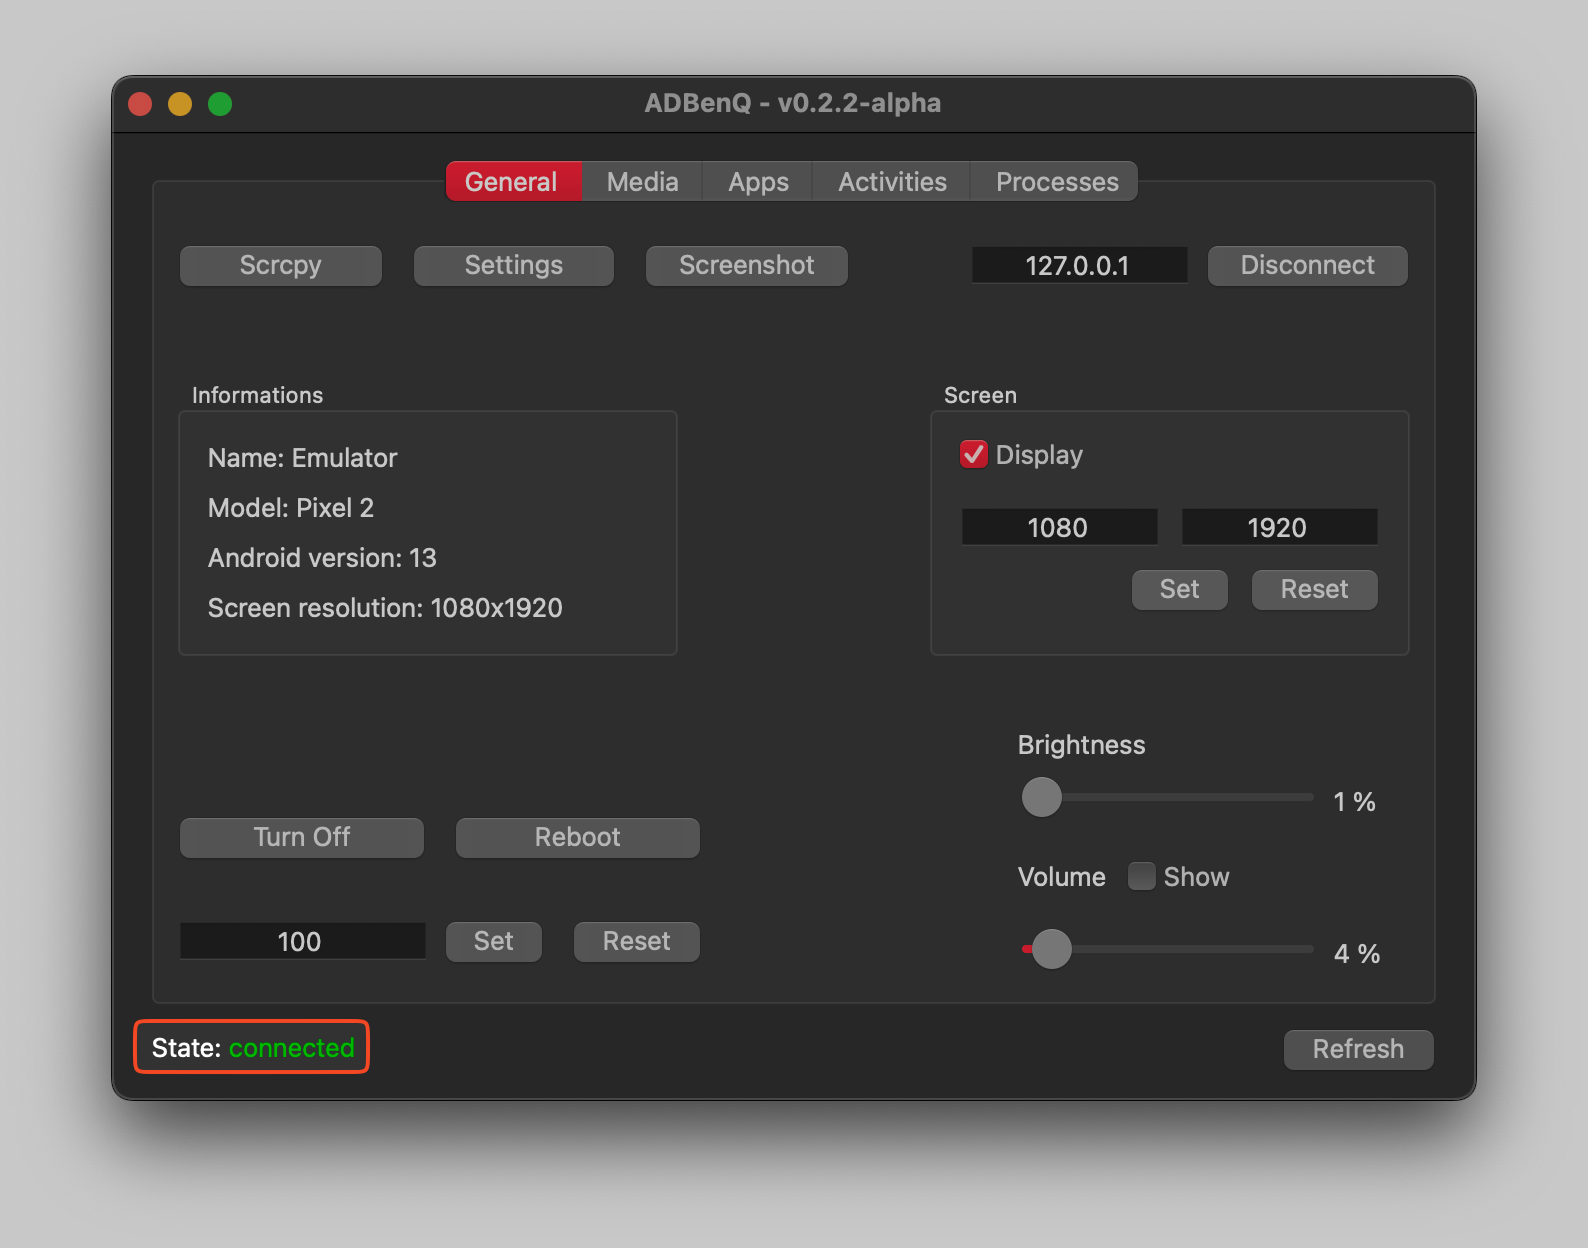 ADBenQ - v0.2.2-alpha
General Media Apps Activities Processes
Scrcpy Settings Screenshot 127.0.0.1 Disconnect
Informations
Name: Emulator
Model: Pixel 2
Android version: 13
Screen resolution: 1080x1920
Screen
Display
1080 1920
Set Reset
Brightness
1 %
Turn Off Reboot
Volume Show
100 Set Reset
4 %
State: connected
Refresh